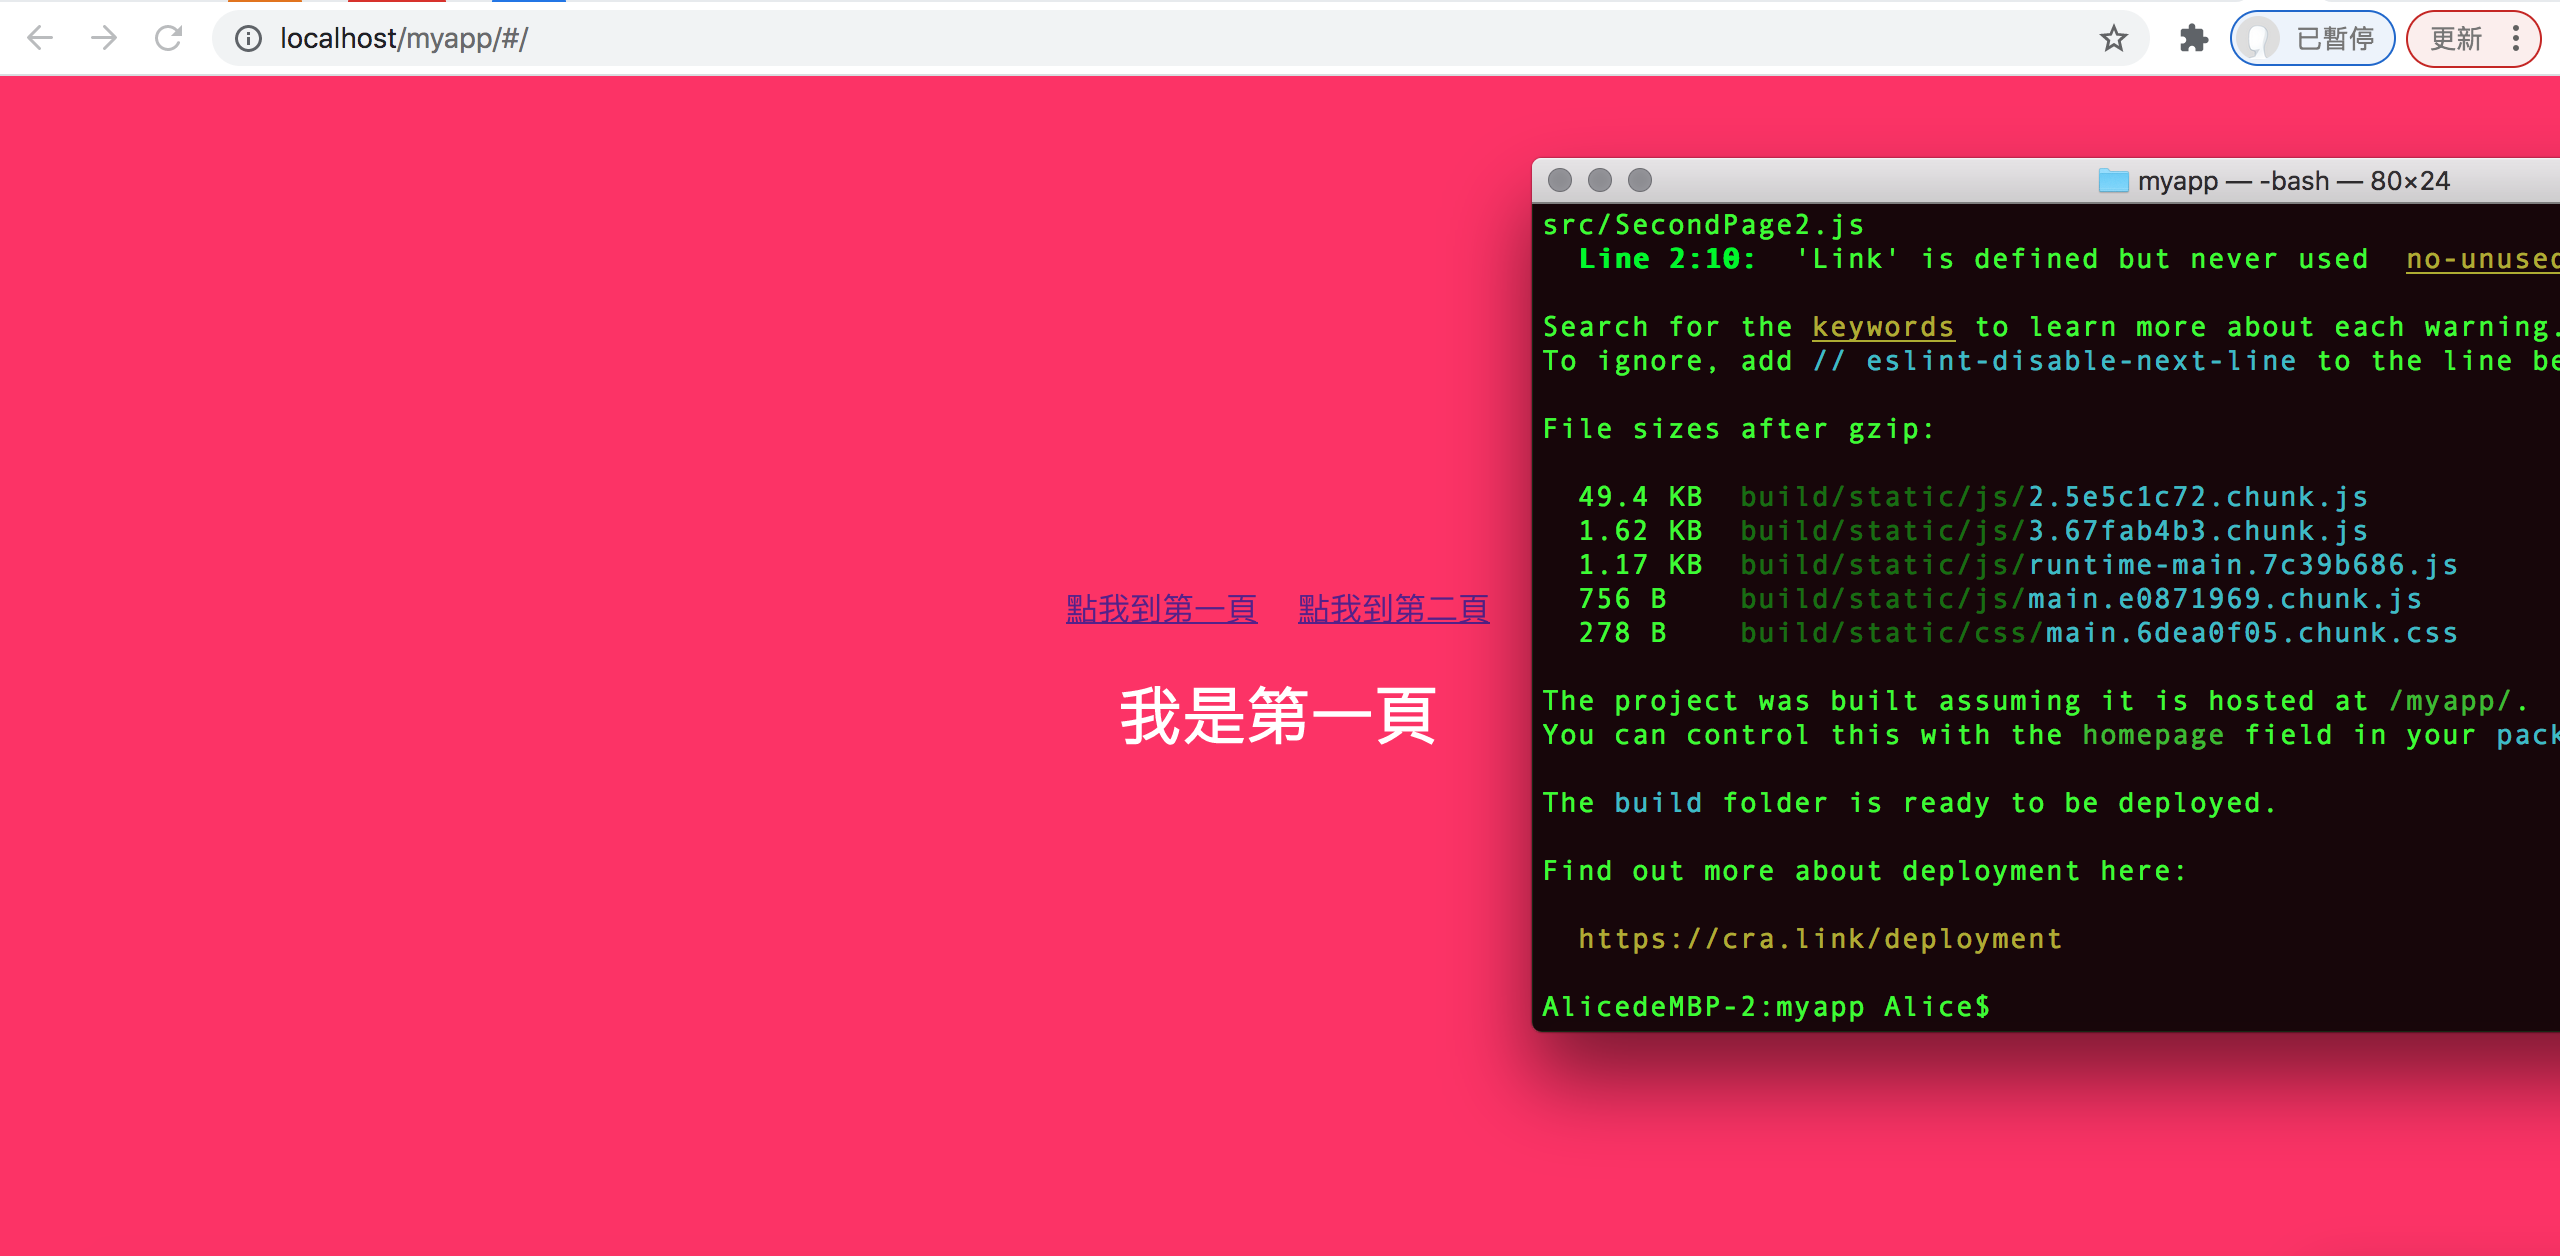 localhost/myapp/#/
已暫停
更新
點我到第一頁 點我到第二頁
我是第一頁
myapp — -bash — 80×24
src/SecondPage2.js
Line 2:10: 'Link' is defined but never used no-unused
Search for the keywords to learn more about each warning.
To ignore, add // eslint-disable-next-line to the line be
File sizes after gzip:
49.4 KB build/static/js/2.5e5c1c72.chunk.js
1.62 KB build/static/js/3.67fab4b3.chunk.js
1.17 KB build/static/js/runtime-main.7c39b686.js
756 B build/static/js/main.e0871969.chunk.js
278 B build/static/css/main.6dea0f05.chunk.css
The project was built assuming it is hosted at /myapp/.
You can control this with the homepage field in your pack
The build folder is ready to be deployed.
Find out more about deployment here:
https://cra.link/deployment
AlicedeMBP-2:myapp Alice$